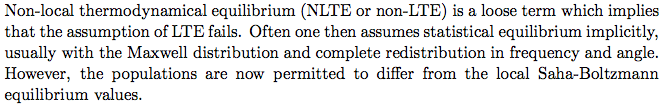 Non-local thermodynamical equilibrium (NLTE or non-LTE) is a loose term which implies
that the assumption of LTE fails. Often one then assumes statistical equilibrium implicitly,
usually with the Maxwell distribution and complete redistribution in frequency and angle.
However, the populations are now permitted to differ from the local Saha-Boltzmann
equilibrium values.